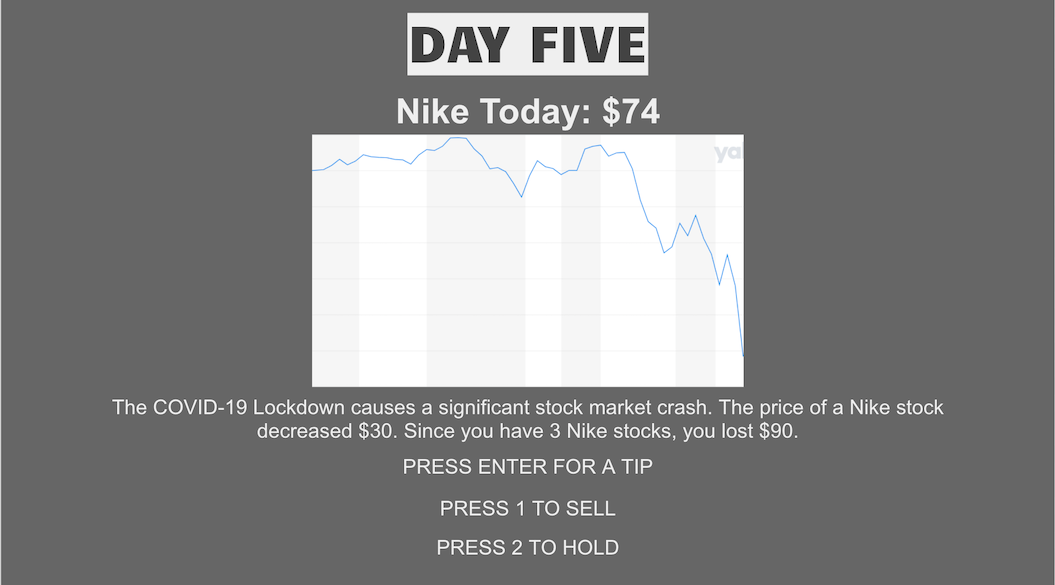 DAY FIVE
Nike Today: $74
The COVID-19 Lockdown causes a significant stock market crash. The price of a Nike stock
decreased $30. Since you have 3 Nike stocks, you lost $90.
PRESS ENTER FOR A TIP
PRESS 1 TO SELL
PRESS 2 TO HOLD